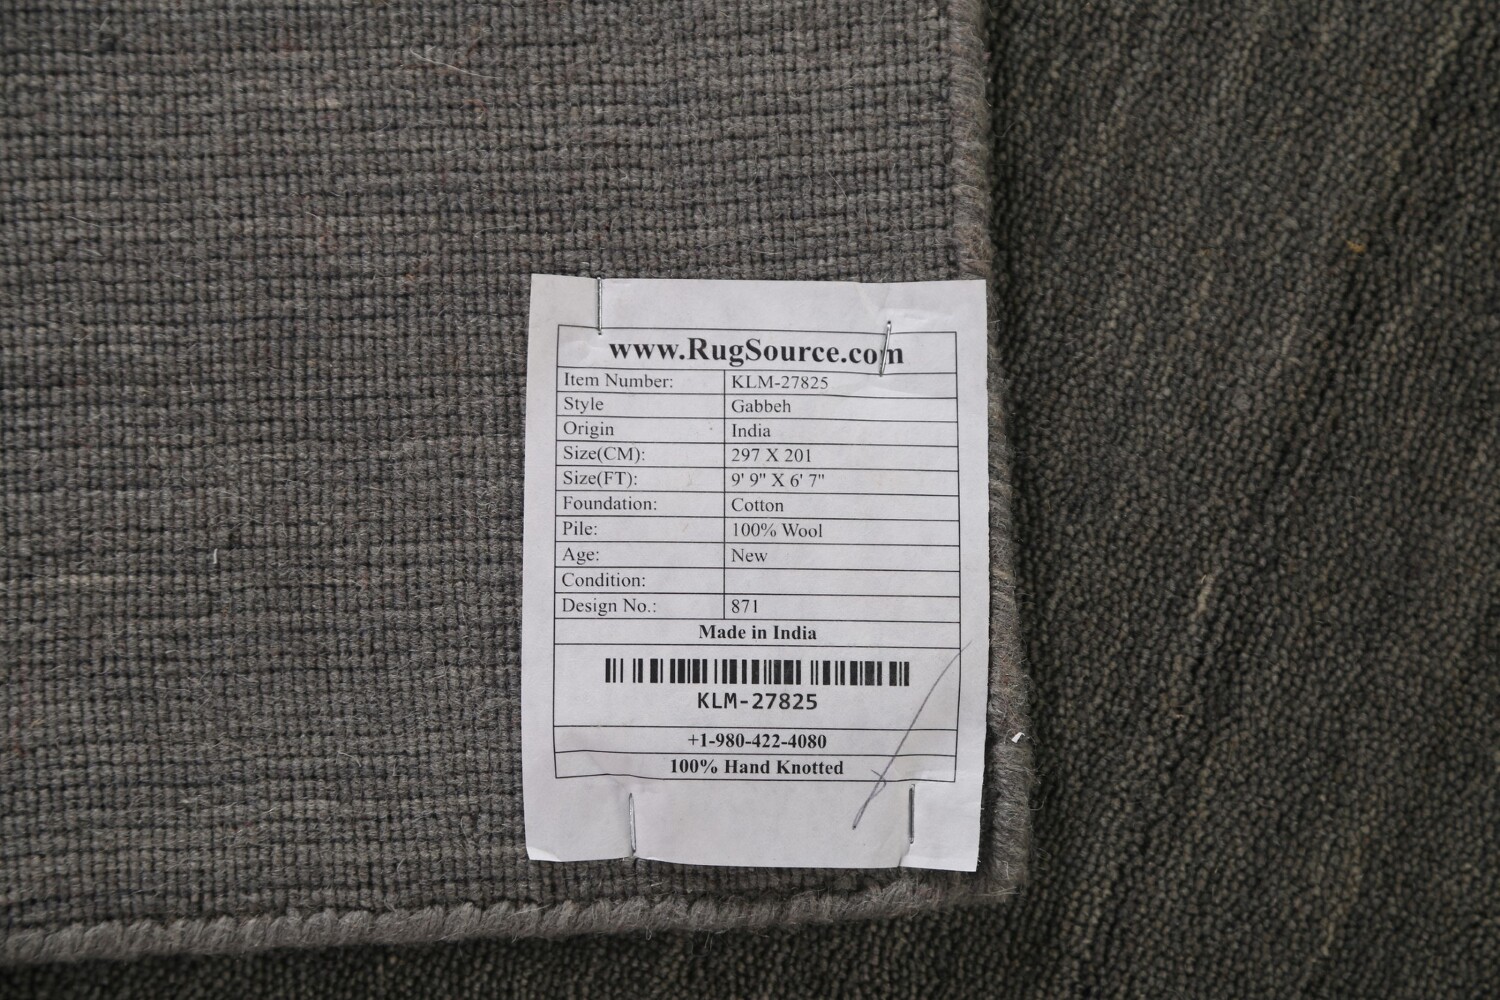 www.RugSource.com
Item Number: KLM-27825
Style Gabbeh
Origin India
Size(CM): 297 X 201
Size(FT): 9' 9" X 6' 7"
Foundation: Cotton
Pile: 100% Wool
Age: New
Condition:
Design No.: 871
Made in India
KLM-27825
+1-980-422-4080
100% Hand Knotted